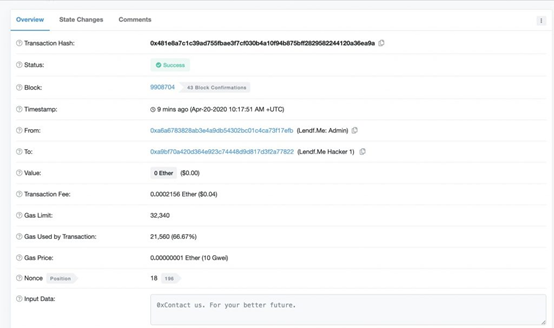 Overview State Changes Comments
Transaction Hash: 0x481e8a7c1c39ad755fbae3f7cf030b4a10f94b875bff2829582244120a36ea9a
Status: Success
Block: 9908704 43 Block Confirmations
Timestamp: 9 mins ago (Apr-20-2020 10:17:51 AM +UTC)
From: 0xa6a6783828ab3e4a9db54302bc01c4ca73f17efb (Lendf.Me: Admin)
To: 0xa9bf70a420d364e923c74448d9d817d3f2a77822 (Lendf.Me Hacker 1)
Value: 0 Ether ($0.00)
Transaction Fee: 0.0002156 Ether ($0.04)
Gas Limit: 32,340
Gas Used by Transaction: 21,560 (66.67%)
Gas Price: 0.00000001 Ether (10 Gwei)
Nonce Position 18 186
Input Data: 0xContact us. For your better future.